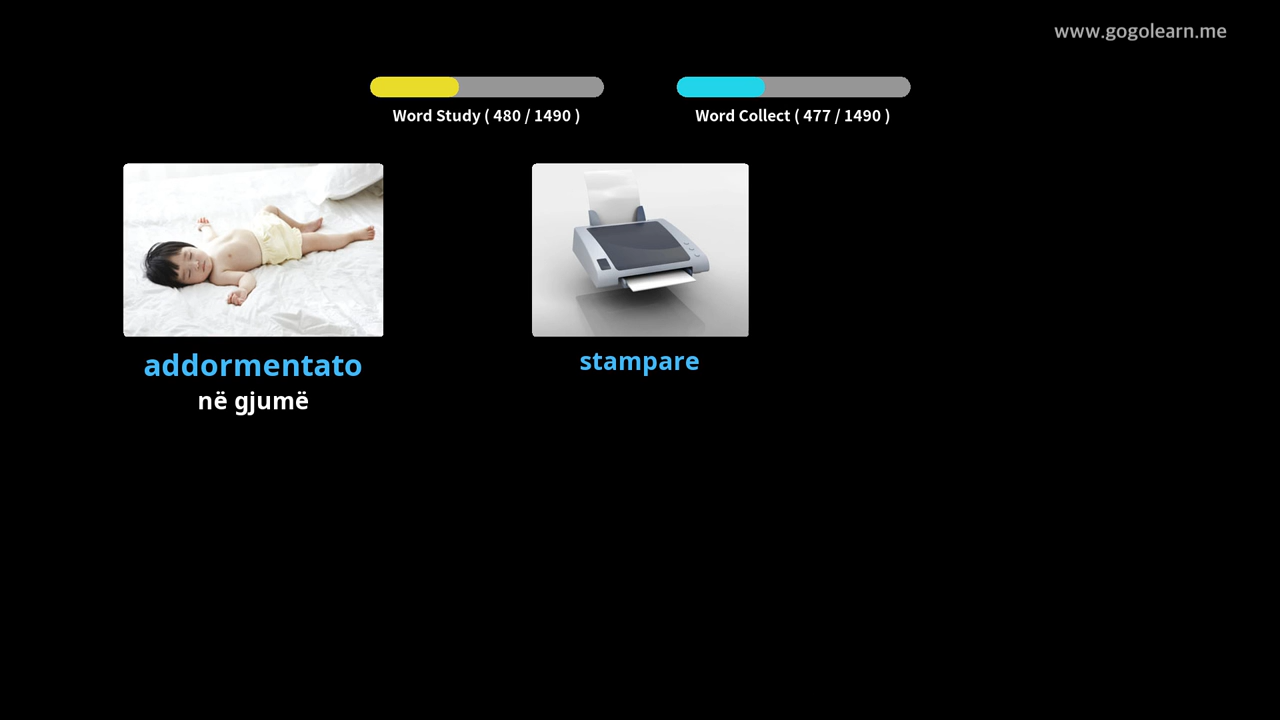 www.gogolearn.me
Word Study ( 480 / 1490 )
Word Collect ( 477 / 1490 )
addormentato
në gjumë
stampare